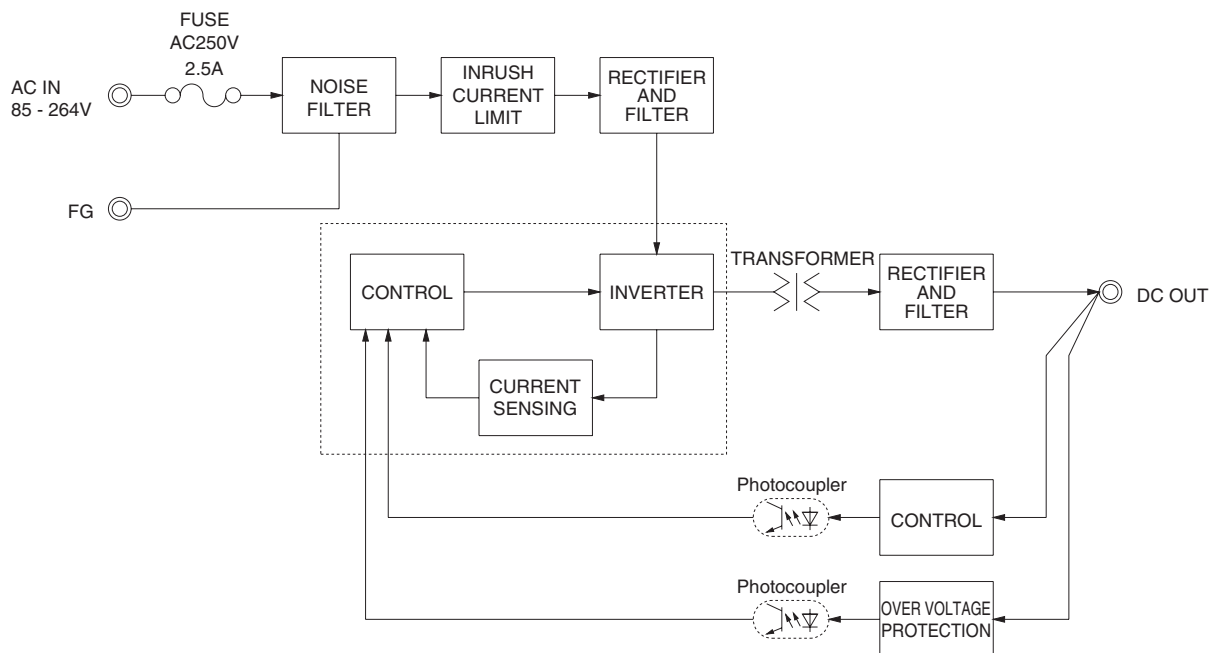 FUSE
AC250V
2.5A
AC IN
85 - 264V
NOISE
FILTER
INRUSH
CURRENT
LIMIT
RECTIFIER
AND
FILTER
FG
CONTROL
INVERTER
TRANSFORMER
RECTIFIER
AND
FILTER
DC OUT
CURRENT
SENSING
Photocoupler
CONTROL
Photocoupler
OVER VOLTAGE
PROTECTION